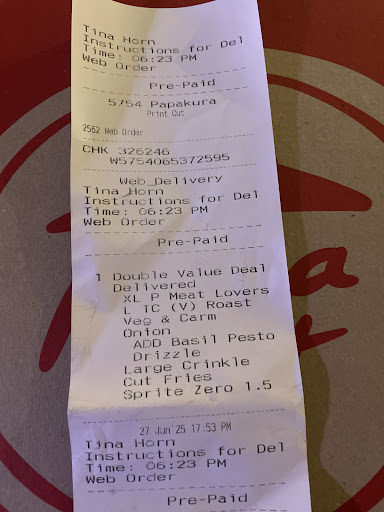 Tina Horn
Instructions for Del
Time: 06:23 PM
Web Order
Pre-Paid
5754 Papakura
Print Cut
2562 Web Order
CHK 326246
W5754065372595
Web Delivery
Tina Horn
Instructions for Del
Time: 06:23 PM
Web Order
Pre-Paid
1 Double Value Deal
Delivered
XL P Meat Lovers
L TC (V) Roast
Veg & Carm
Onion
ADD Basil Pesto
Drizzle
Large Crinkle
Cut Fries
Sprite Zero 1.5
27 Jun'25 17:53 PM
Tina Horn
Instructions for Del
Time: 06:23 PM
Web Order
Pre-Paid